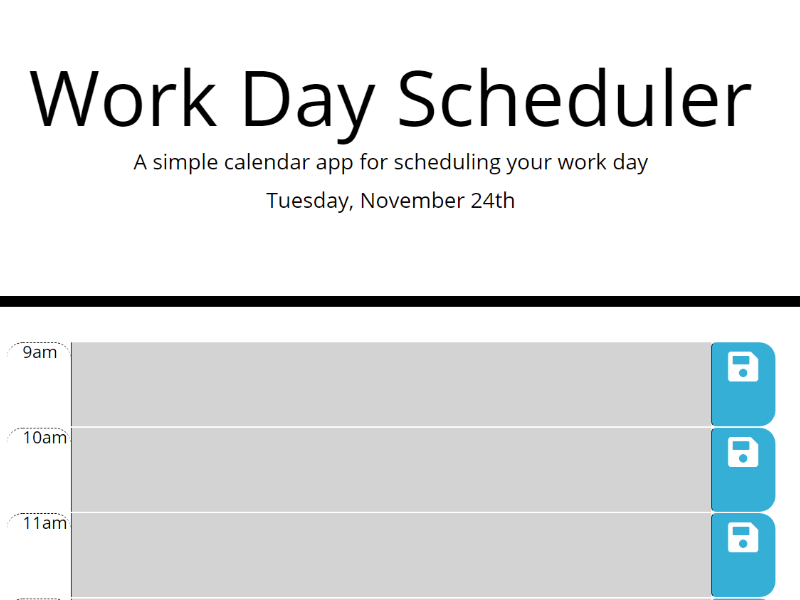 Work Day Scheduler
A simple calendar app for scheduling your work day
Tuesday, November 24th
9am
10am
11am